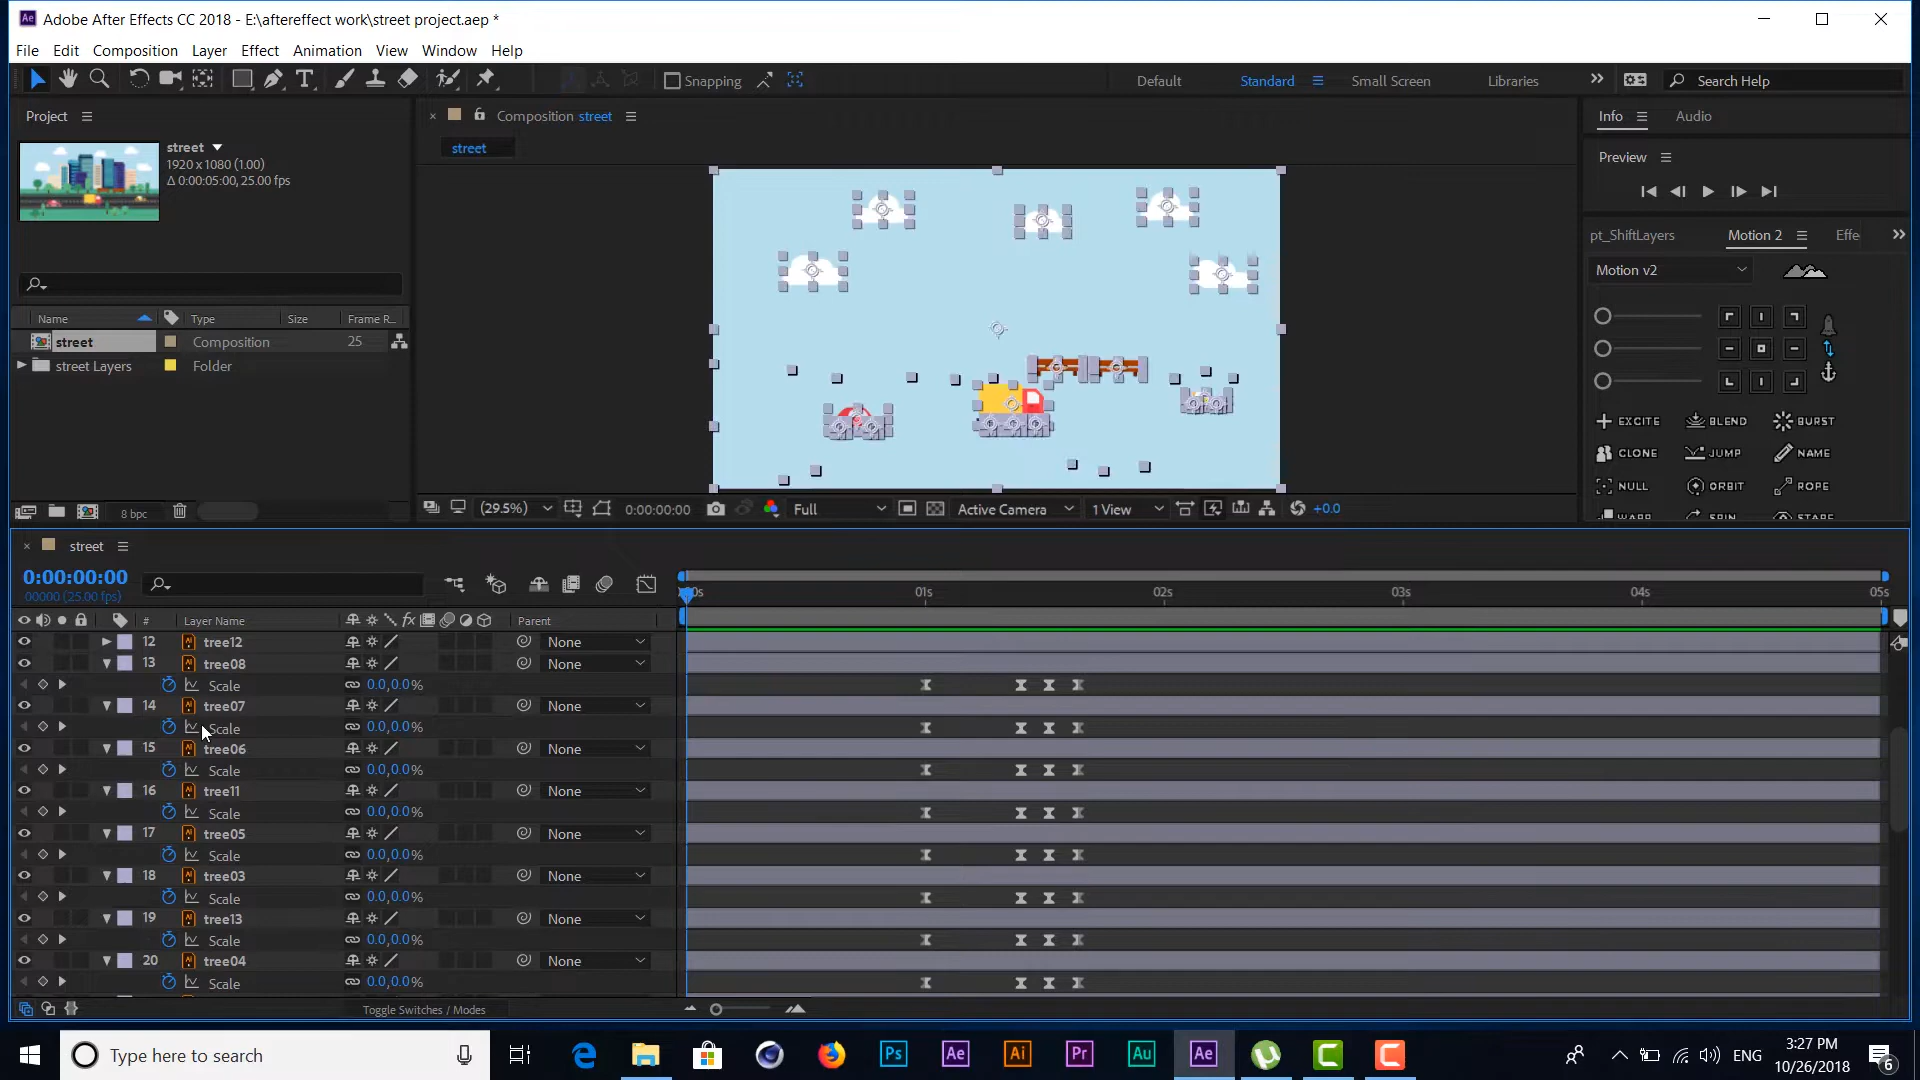 Adobe After Effects CC 2018 - E:\aftereffect work\street project.aep *
File Edit Composition Layer Effect Animation View Window Help
Snapping Default Standard Small Screen Libraries Search Help
Project
street
1920 x 1080 (1.00)
Δ 0:00:05:00, 25.00 fps
Name Type Size Frame R...
street Composition 25
street Layers Folder
8 bpc
Composition street
street
(29.5%) 0:00:00:00 Full Active Camera 1 View +0.0
Info Audio
Preview
pt_ShiftLayers Motion 2 Effe
Motion v2
EXCITE BLEND BURST
CLONE JUMP NAME
NULL ORBIT ROPE
WARP SPIN STARE
street
0:00:00:00
00000 (25.00 fps)
01s 02s 03s 04s 05s
# Layer Name Parent
12 tree12 None
13 tree08 None
Scale 0.0,0.0%
14 tree07 None
Scale 0.0,0.0%
15 tree06 None
Scale 0.0,0.0%
16 tree11 None
Scale 0.0,0.0%
17 tree05 None
Scale 0.0,0.0%
18 tree03 None
Scale 0.0,0.0%
19 tree13 None
Scale 0.0,0.0%
20 tree04 None
Scale 0.0,0.0%
Toggle Switches / Modes
Type here to search
Ps Ae Ai Pr Au Ae
ENG
3:27 PM
10/26/2018
6